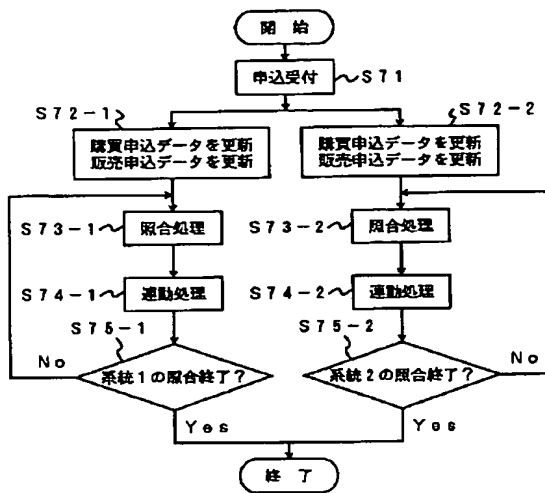 開 始
申込受付
S71
S72-1
S72-2
購買申込データを更新
販売申込データを更新
購買申込データを更新
販売申込データを更新
S73-1
照合処理
S73-2
照合処理
S74-1
連動処理
S74-2
連動処理
S75-1
S75-2
No
系統1の照合終了?
系統2の照合終了?
No
Yes
Yes
終 了